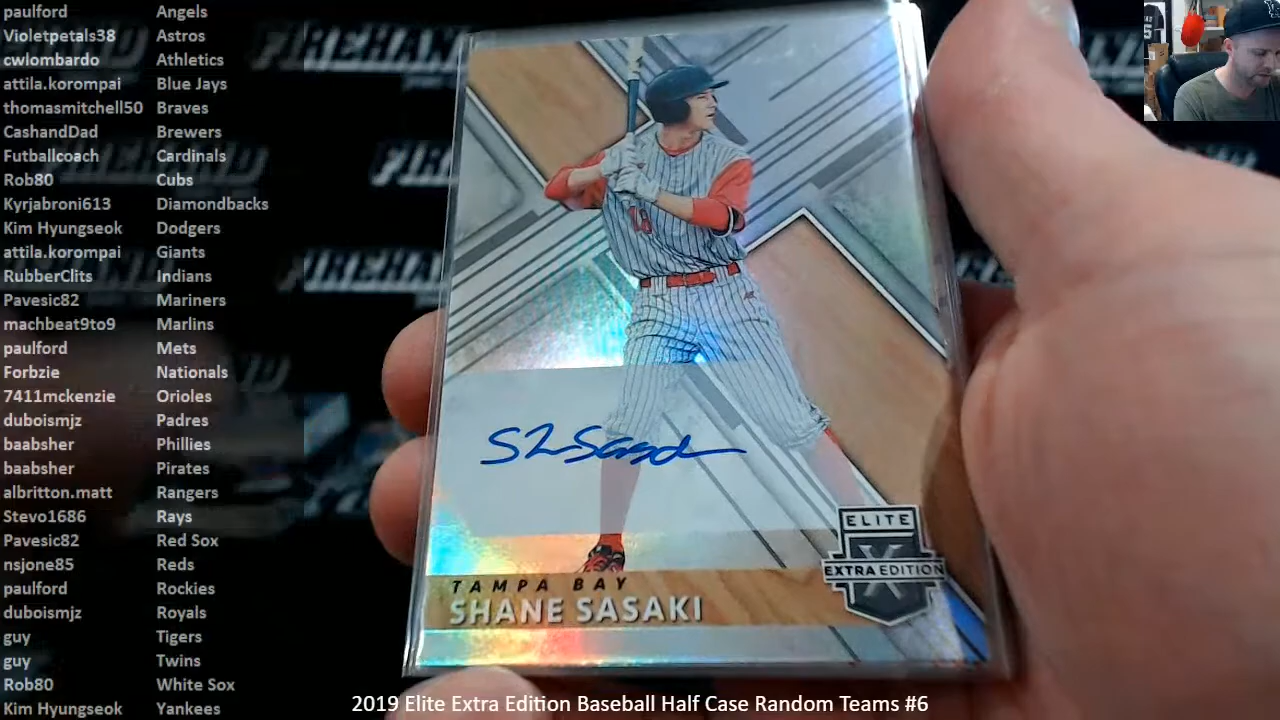 paulford Angels
Violetpetals38 Astros
cwlombardo Athletics
attila.korompai Blue Jays
thomasmitchell50 Braves
CashandDad Brewers
Futballcoach Cardinals
Rob80 Cubs
Kyrjabroni613 Diamondbacks
Kim Hyungseok Dodgers
attila.korompai Giants
RubberClits Indians
Pavesic82 Mariners
machbeat9to9 Marlins
paulford Mets
Forbzie Nationals
7411mckenzie Orioles
duboismjz Padres
baabsher Phillies
baabsher Pirates
albritton.matt Rangers
Stevo1686 Rays
Pavesic82 Red Sox
nsjone85 Reds
paulford Rockies
duboismjz Royals
guy Tigers
guy Twins
Rob80 White Sox
Kim Hyungseok Yankees
FIREHAND
18
ELITE
X
EXTRA EDITION
TAMPA BAY
SHANE SASAKI
2019 Elite Extra Edition Baseball Half Case Random Teams #6